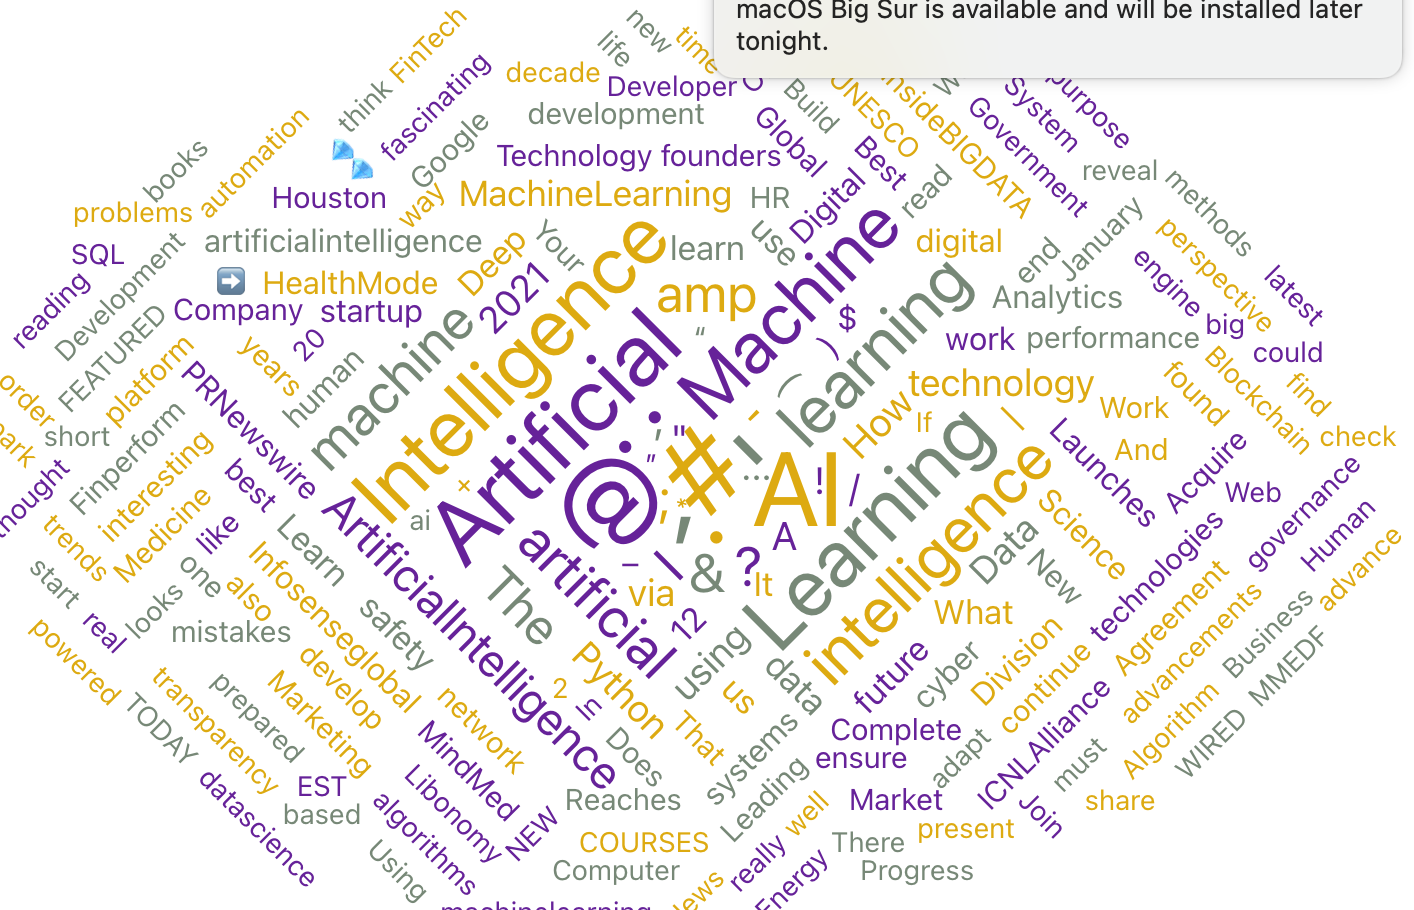 macOS Big Sur is available and will be installed later
tonight.
new
life
time
think
FinTech
decade
fascinating
Developer
development
Google
Build
UNESCO
insideBIGDATA
Government
System
purpose
books
automation
Technology founders
Global
Best
reveal
methods
problems
Houston
way
MachineLearning
HR
Digital
read
January
SQL
artificialintelligence
Deep
Your
learn
use
digital
end
perspective
reading
Development
HealthMode
2021
Intelligence
amp
Machine
learning
Analytics
engine
latest
FEATURED
Company
startup
20
“
$
)
work
performance
big
could
order
platform
PRNewswire
years
human
machine
Artificial
(
technology
found
Blockchain
find
park
short
Finperform
interesting
:
;
"
-
How
If
|
Work
And
check
thought
trends
Medicine
best
+
ai
@
"
#
;
*
…
AI
!
/
Learning
intelligence
Launches
Acquire
Web
governance
start
one
like
Learn
ArtificialIntelligence
artificial
,
.
A
Science
Data
New
technologies
Human
advance
real
looks
also
Infosenseglobal
safety
The
–
&
?
It
via
12
What
Agreement
advancements
Business
MMEDF
powered
mistakes
develop
Python
using
us
data
future
cyber
Division
continue
TODAY
transparency
prepared
Marketing
network
2
In
That
Does
systems
Complete
ensure
adapt
ICNLAlliance
must
Algorithm
WIRED
datascience
EST
based
MindMed
Libonomy
algorithms
NEW
Reaches
Leading
well
Market
Join
share
Using
COURSES
Computer
really
Energy
There
present
Progress
machinelearning